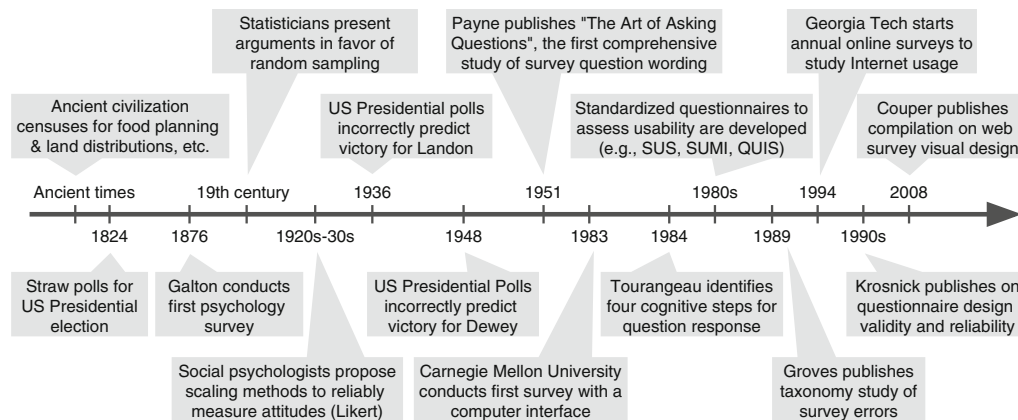 Statisticians present
arguments in favor of
random sampling
Payne publishes "The Art of Asking
Questions", the first comprehensive
study of survey question wording
Georgia Tech starts
annual online surveys to
study Internet usage
Ancient civilization
censuses for food planning
& land distributions, etc.
US Presidential polls
incorrectly predict
victory for Landon
Standardized questionnaires to
assess usability are developed
(e.g., SUS, SUMI, QUIS)
Couper publishes
compilation on web
survey visual design
Ancient times
19th century
1936
1951
1980s
1994
2008
1824
1876
1920s-30s
1948
1983
1984
1989
1990s
Straw polls for
US Presidential
election
Galton conducts
first psychology
survey
US Presidential Polls
incorrectly predict
victory for Dewey
Tourangeau identifies
four cognitive steps for
question response
Krosnick publishes on
questionnaire design
validity and reliability
Social psychologists propose
scaling methods to reliably
measure attitudes (Likert)
Carnegie Mellon University
conducts first survey with a
computer interface
Groves publishes
taxonomy study of
survey errors